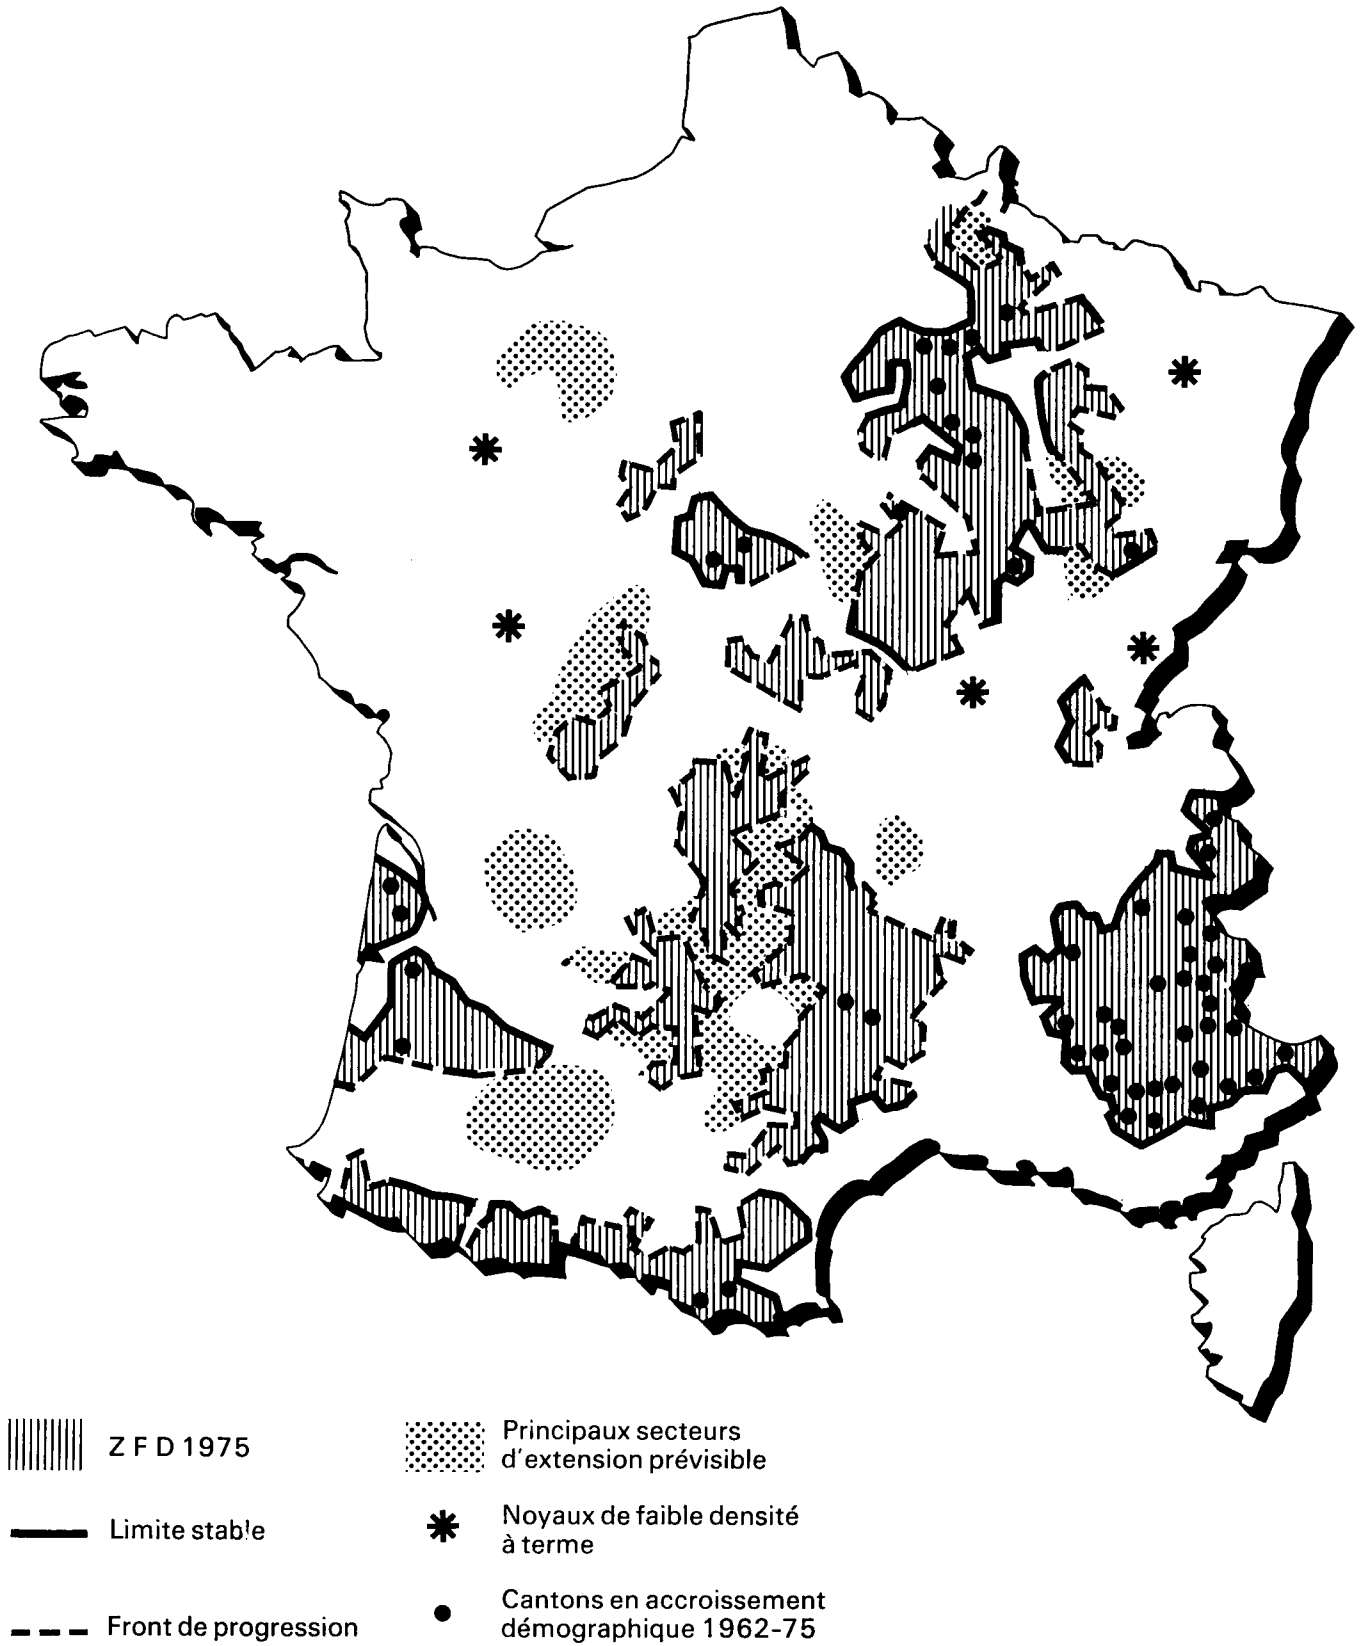 Z F D 1975
Limite stable
Front de progression
Principaux secteurs
d'extension prévisible
Noyaux de faible densité
à terme
Cantons en accroissement
démographique 1962-75